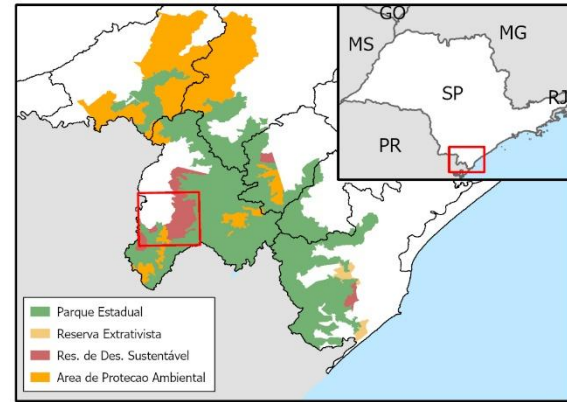 GO
MS
MG
SP
RJ
PR
Parque Estadual
Reserva Extrativista
Res. de Des. Sustentável
Area de Protecao Ambiental